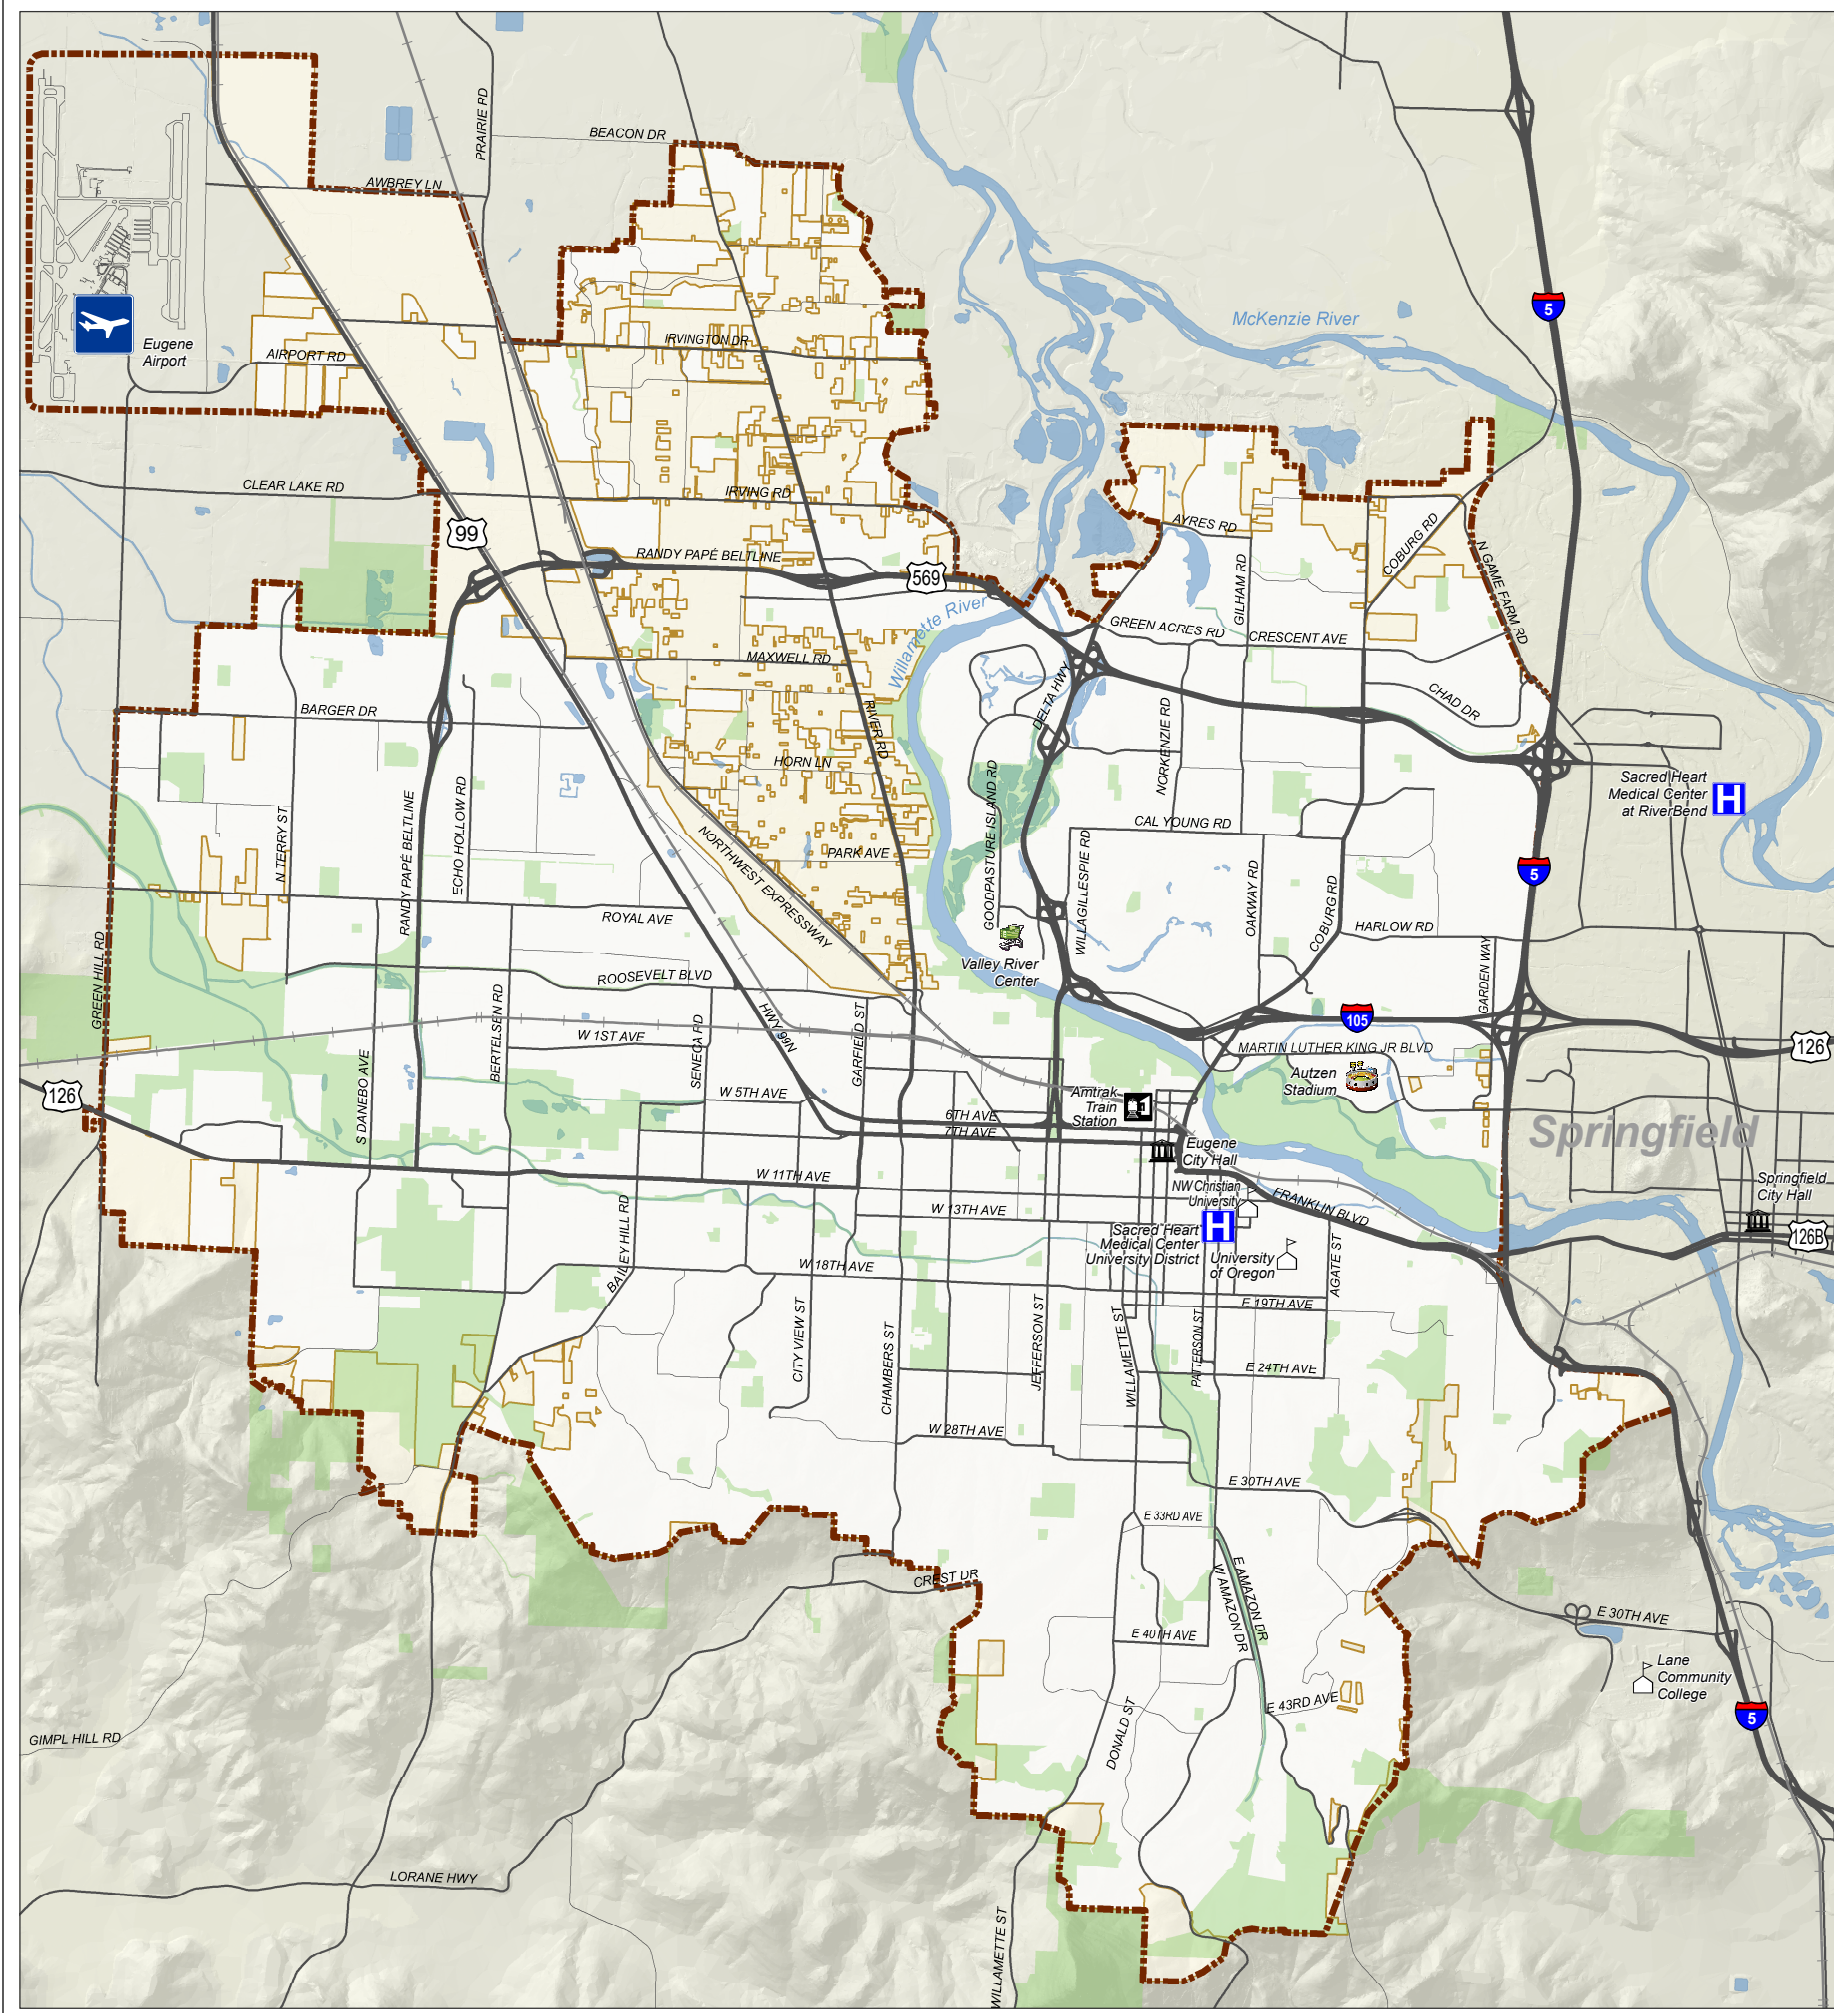 BEACON DR
PRAIRIE RD
AWBREY LN
McKenzie River
5
Eugene
Airport
AIRPORT RD
IRVINGTON DR
CLEAR LAKE RD
IRVING RD
99
AYRES RD
COBURG RD
N GAME FARM RD
RANDY PAPÉ BELTLINE
569
GILHAM RD
Willamette River
GREEN ACRES RD
CRESCENT AVE
MAXWELL RD
BARGER DR
RIVER RD
DELTA HWY
CHAD DR
NORKENZIE RD
HORN LN
Sacred Heart
Medical Center
at RiverBend
H
N TERRY ST
RANDY PAPÉ BELTLINE
ECHO HOLLOW RD
GOODPASTURE ISLAND RD
CAL YOUNG RD
NORTHWEST EXPRESSWAY
PARK AVE
WILLAGILLESPIE RD
OAKWAY RD
COBURG RD
5
ROYAL AVE
HARLOW RD
GREEN HILL RD
Valley River
Center
GARDEN WAY
ROOSEVELT BLVD
BERTELSEN RD
HWY 99N
SENECA RD
GARFIELD ST
W 1ST AVE
105
126
MARTIN LUTHER KING JR BLVD
S DANEBO AVE
Autzen
Stadium
126
W 5TH AVE
Amtrak
Train
Station
6TH AVE
7TH AVE
Springfield
Eugene
City Hall
W 11TH AVE
NW Christian
University
Springfield
City Hall
BAILEY HILL RD
W 13TH AVE
FRANKLIN BLVD
Sacred Heart
Medical Center
University District
H
University
of Oregon
AGATE ST
126B
W 18TH AVE
E 19TH AVE
CITY VIEW ST
CHAMBERS ST
JEFFERSON ST
WILLAMETTE ST
PATTERSON ST
E 24TH AVE
W 28TH AVE
E 30TH AVE
E 33RD AVE
CREST DR
E AMAZON DR
W AMAZON DR
E 30TH AVE
E 40TH AVE
Lane
Community
College
E 43RD AVE
DONALD ST
5
GIMPL HILL RD
LORANE HWY
WILLAMETTE ST